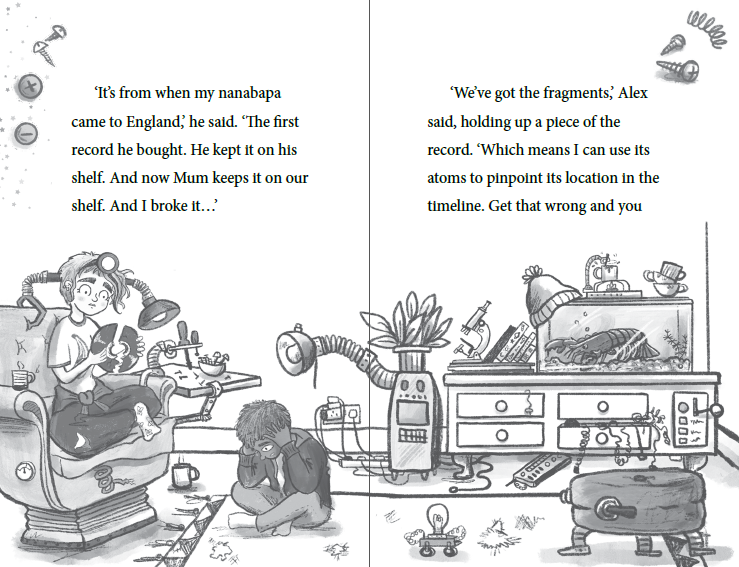 ‘It’s from when my nanabapa
came to England,’ he said. ‘The first
record he bought. He kept it on his
shelf. And now Mum keeps it on our
shelf. And I broke it…’
‘We’ve got the fragments,’ Alex
said, holding up a piece of the
record. ‘Which means I can use its
atoms to pinpoint its location in the
timeline. Get that wrong and you